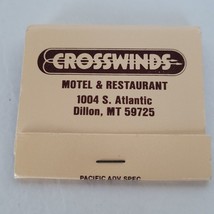 CROSSWINDS
MOTEL & RESTAURANT
1004 S. Atlantic
Dillon, MT 59725
PACIFIC ADV SPEC